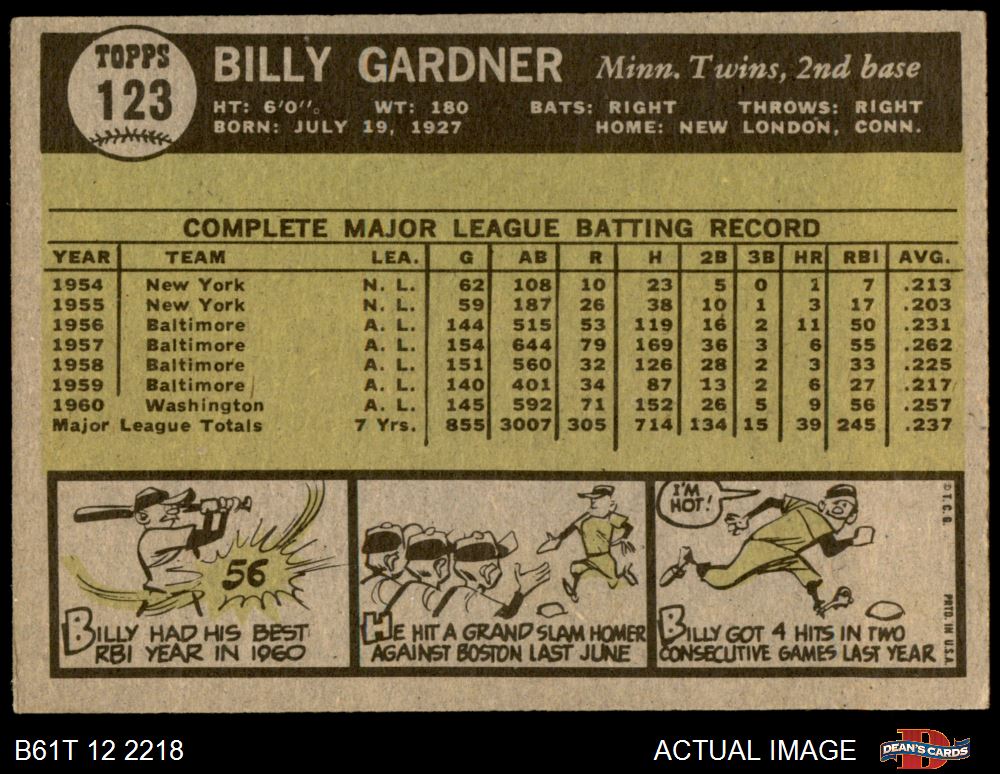 TOPPS
123
BILLY GARDNER Minn. Twins, 2nd base
HT: 6'0". WT: 180 BATS: RIGHT THROWS: RIGHT
BORN: JULY 19, 1927 HOME: NEW LONDON, CONN.
COMPLETE MAJOR LEAGUE BATTING RECORD
YEAR TEAM LEA. G AB R H 2B 3B HR RBI AVG.
1954 New York N. L. 62 108 10 23 5 0 1 7 .213
1955 New York N. L. 59 187 26 38 10 1 3 17 .203
1956 Baltimore A. L. 144 515 53 119 16 2 11 50 .231
1957 Baltimore A. L. 154 644 79 169 36 3 6 55 .262
1958 Baltimore A. L. 151 560 32 126 28 2 3 33 .225
1959 Baltimore A. L. 140 401 34 87 13 2 6 27 .217
1960 Washington A. L. 145 592 71 152 26 5 9 56 .257
Major League Totals 7 Yrs. 855 3007 305 714 134 15 39 245 .237
56
BILLY HAD HIS BEST
RBI YEAR IN 1960
HE HIT A GRAND SLAM HOMER
AGAINST BOSTON LAST JUNE
I'M
HOT!
BILLY GOT 4 HITS IN TWO
CONSECUTIVE GAMES LAST YEAR
© T. C. G.
PRTD. IN U.S.A.
B61T 12 2218 ACTUAL IMAGE DEAN'S CARDS